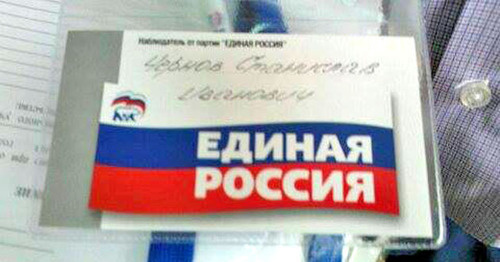 Наблюдатель от партии "ЕДИНАЯ РОССИЯ"
Чернов Станислав
Иванович
ЕДИНАЯ
РОССИЯ